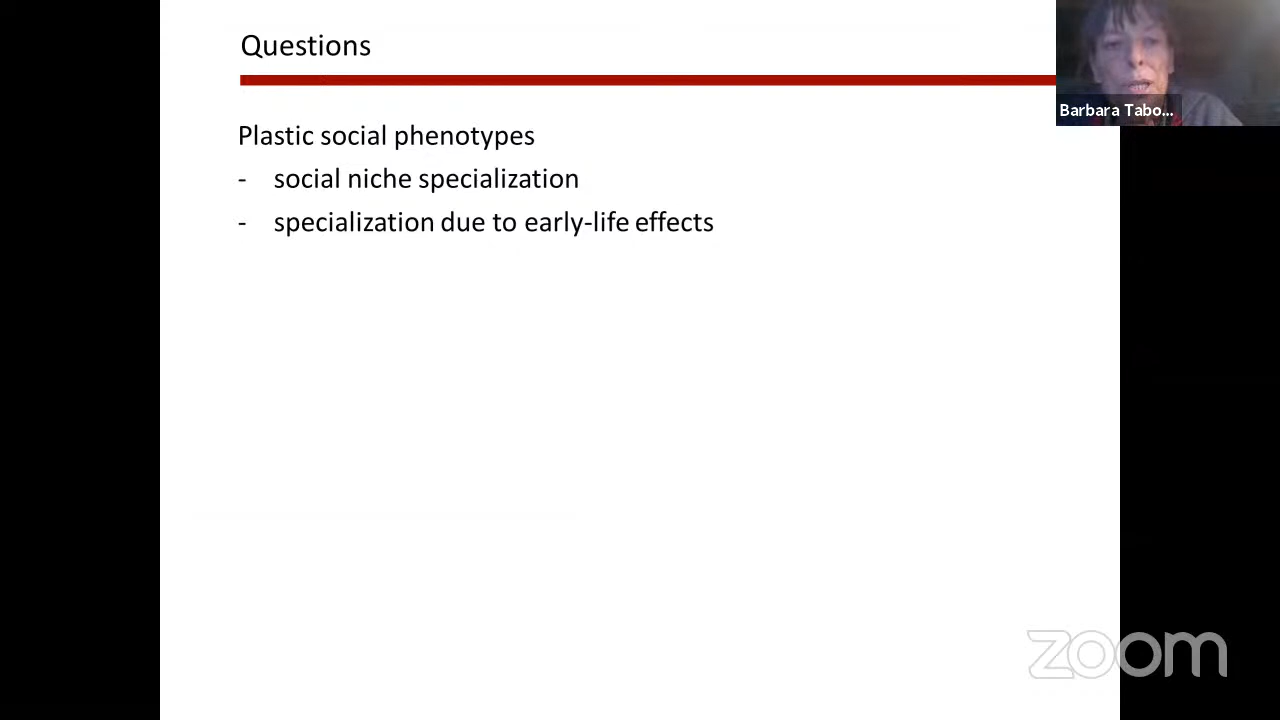 Questions
Barbara Tabo...
Plastic social phenotypes
- social niche specialization
- specialization due to early-life effects
zoom